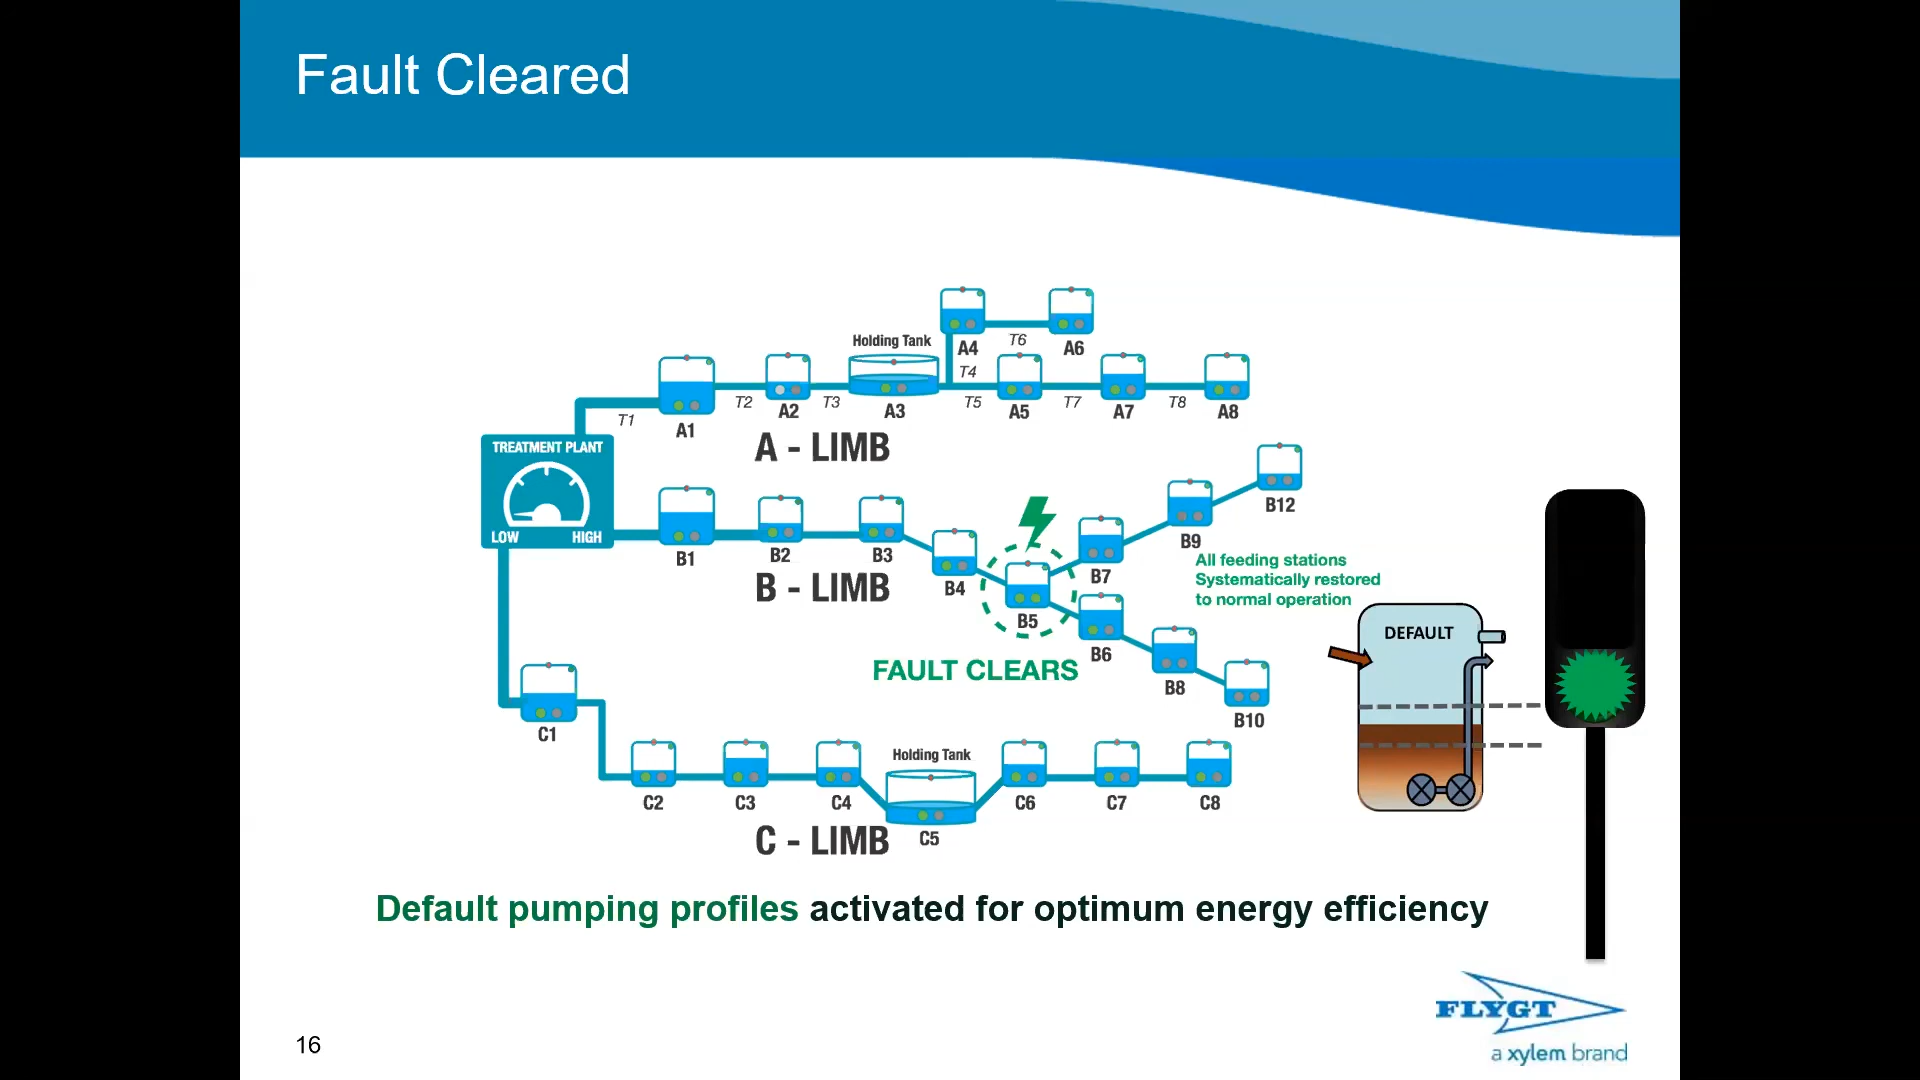 Fault Cleared
A4
T6
A6
Holding Tank
T4
T1
A1
T2
A2
T3
A3
T5
A5
T7
A7
T8
A8
A - LIMB
TREATMENT PLANT
LOW
HIGH
B1
B2
B3
B4
B5
B7
B9
B12
B6
B8
B10
B - LIMB
All feeding stations
Systematically restored
to normal operation
FAULT CLEARS
DEFAULT
C1
C2
C3
C4
Holding Tank
C5
C6
C7
C8
C - LIMB
Default pumping profiles activated for optimum energy efficiency
16
FLYGT
a xylem brand